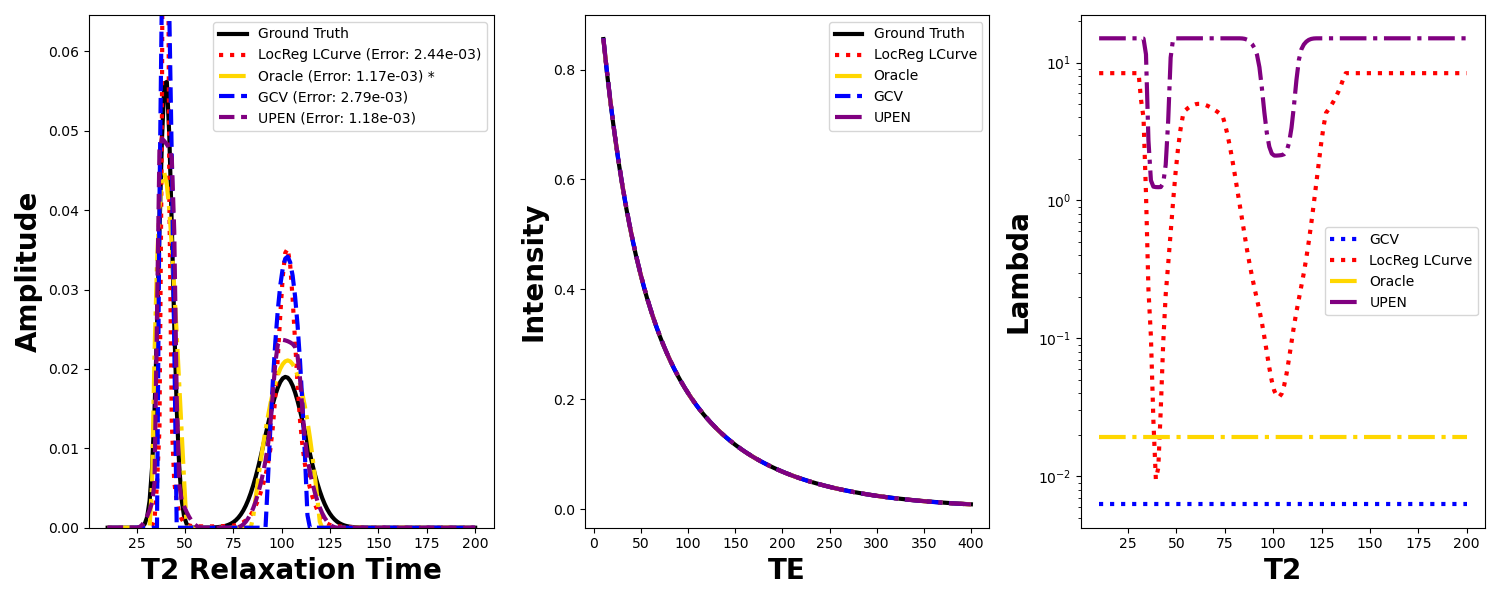 Amplitude
0.06
0.05
0.04
0.03
0.02
0.01
0.00
25 50 75 100 125 150 175 200
T2 Relaxation Time
Ground Truth
LocReg LCurve (Error: 2.44e-03)
Oracle (Error: 1.17e-03) *
GCV (Error: 2.79e-03)
UPEN (Error: 1.18e-03)
Intensity
0.8
0.6
0.4
0.2
0.0
0 50 100 150 200 250 300 350 400
TE
Ground Truth
LocReg LCurve
Oracle
GCV
UPEN
Lambda
10¹
10⁰
10⁻¹
10⁻²
25 50 75 100 125 150 175 200
T2
GCV
LocReg LCurve
Oracle
UPEN